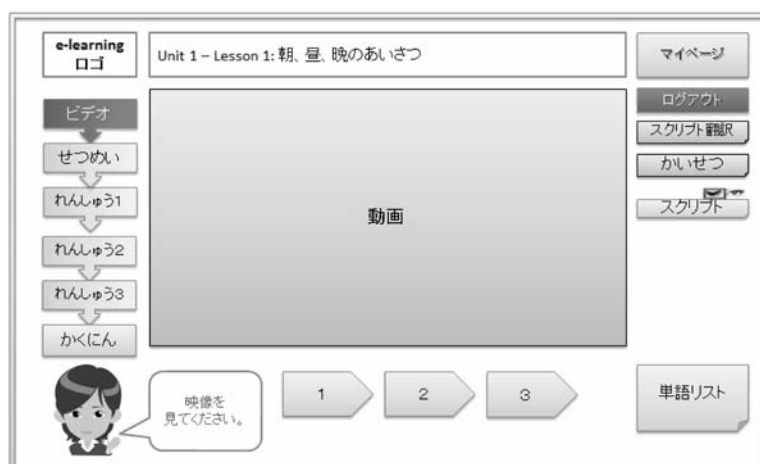 e-learning
ロゴ
Unit 1 – Lesson 1: 朝、昼、晩のあいさつ
マイページ
ログアウト
スクリプト翻訳
かいせつ
スクリプト
ビデオ
せつめい
れんしゅう1
れんしゅう2
れんしゅう3
かくにん
動画
映像を
見てください。
1
2
3
単語リスト